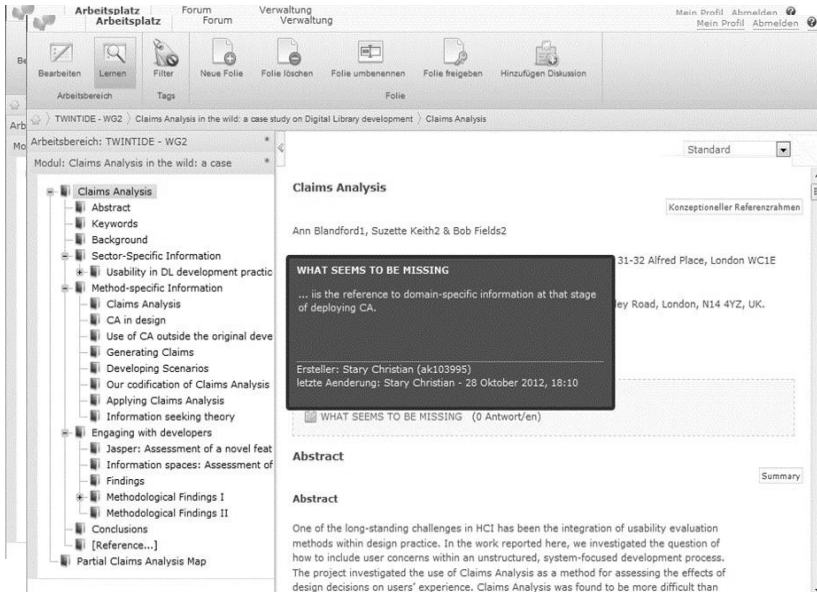 Arbeitsplatz Forum Verwaltung
Mein Profil Abmelden
Arbeitsplatz Forum Verwaltung
Mein Profil Abmelden
Bearbeiten Lernen Filter Neue Folie Folie löschen Folie umbenennen Folie freigeben Hinzufügen Diskussion
Arbeitsbereich Tags Folie
TWINTIDE - WG2 〉 Claims Analysis in the wild: a case study on Digital Library development 〉 Claims Analysis
Arbeitsbereich: TWINTIDE - WG2 *
Modul: Claims Analysis in the wild: a case *
Claims Analysis
Abstract
Keywords
Background
Sector-Specific Information
Usability in DL development practic
Method-specific Information
Claims Analysis
CA in design
Use of CA outside the original deve
Generating Claims
Developing Scenarios
Our codification of Claims Analysis
Applying Claims Analysis
Information seeking theory
Engaging with developers
Jasper: Assessment of a novel feat
Information spaces: Assessment of
Findings
Methodological Findings I
Methodological Findings II
Conclusions
[Reference...]
Partial Claims Analysis Map
Standard
Claims Analysis
Konzeptioneller Referenzrahmen
Ann Blandford1, Suzette Keith2 & Bob Fields2
31-32 Alfred Place, London WC1E
ley Road, London, N14 4YZ, UK.
WHAT SEEMS TO BE MISSING
... iis the reference to domain-specific information at that stage
of deploying CA.
Ersteller: Stary Christian (ak103995)
letzte Aenderung: Stary Christian - 28 Oktober 2012, 18:10
WHAT SEEMS TO BE MISSING (0 Antwort/en)
Abstract
Summary
Abstract
One of the long-standing challenges in HCI has been the integration of usability evaluation
methods within design practice. In the work reported here, we investigated the question of
how to include user concerns within an unstructured, system-focused development process.
The project investigated the use of Claims Analysis as a method for assessing the effects of
design decisions on users' experience. Claims Analysis was found to be more difficult than